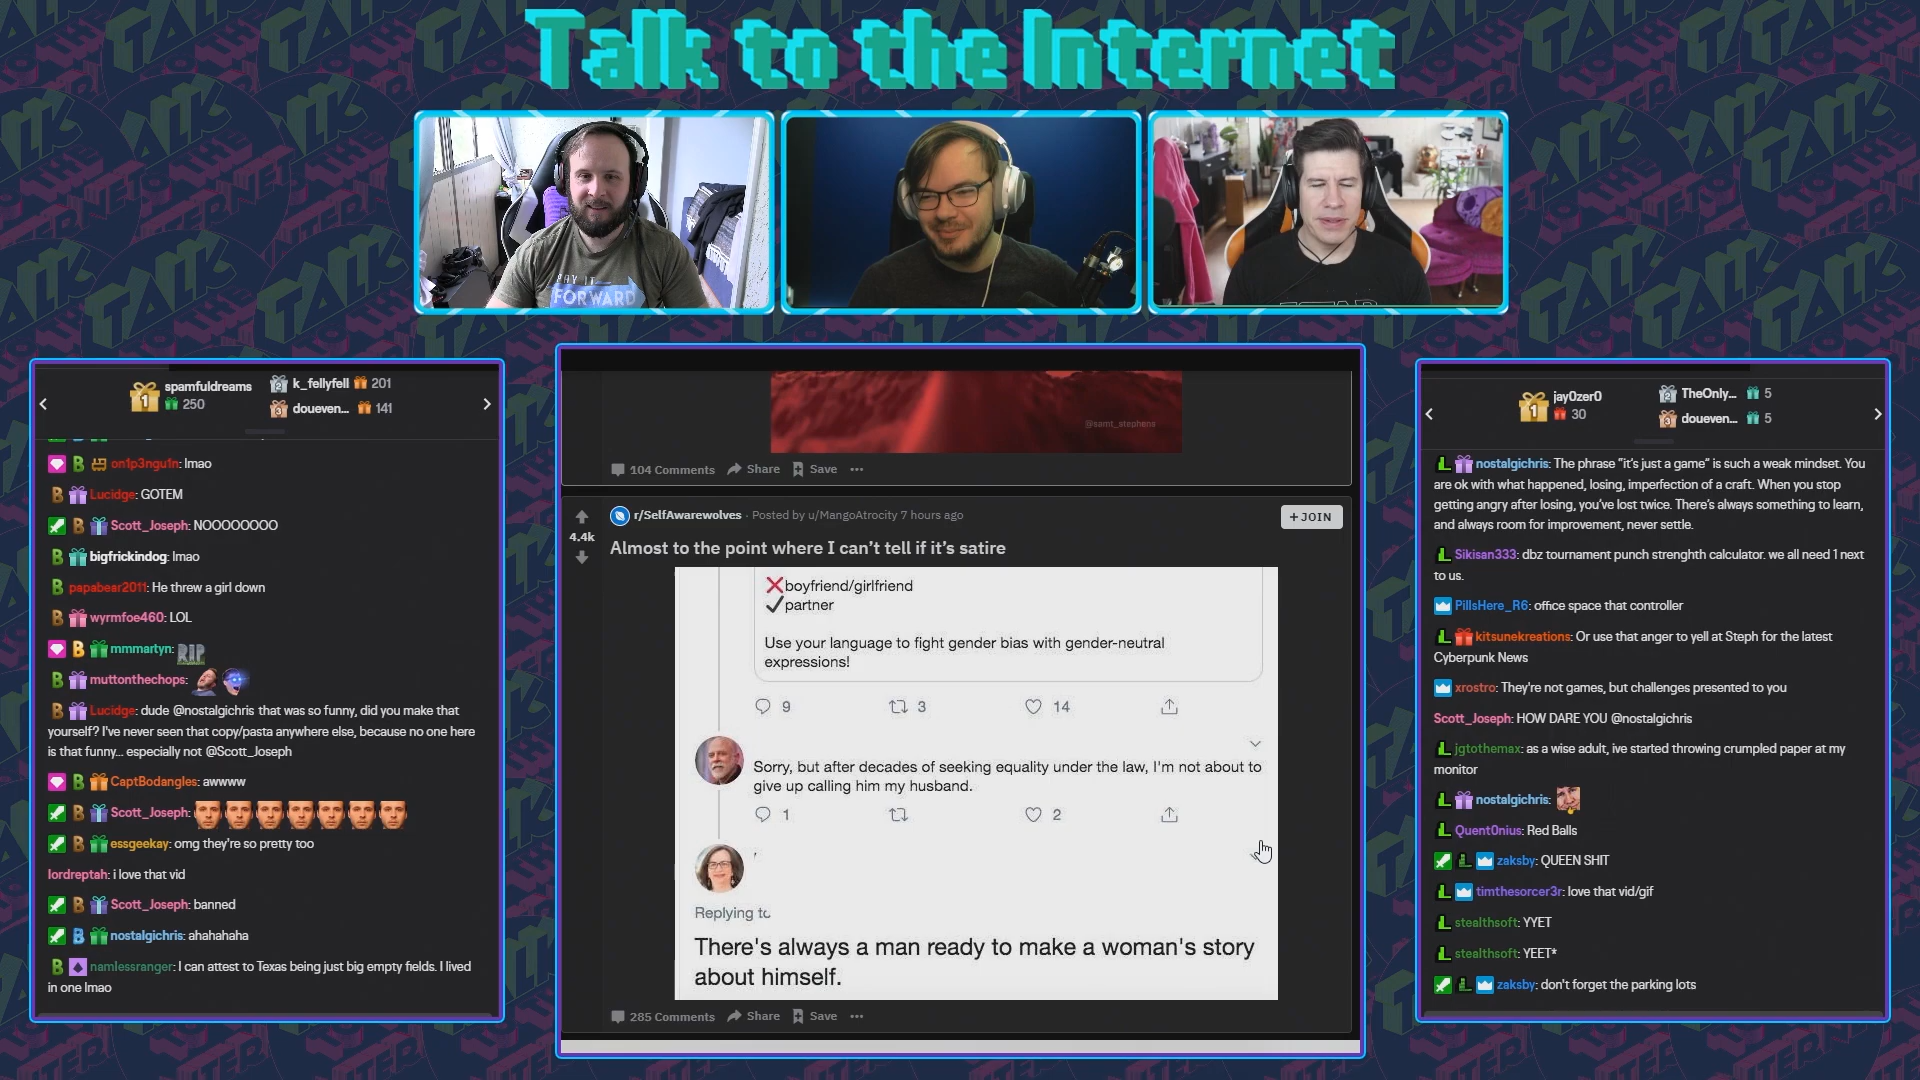 Talk to the Internet
PAY IT
FORWARD
spamfuldreams
250
k_fellyfell 201
doueven... 141
on1p3ngu1n: lmao
Lucidge: GOTEM
Scott_Joseph: NOOOOOOOO
bigfrickindog: lmao
papabear2011: He threw a girl down
wyrmfoe460: LOL
mmmartyn: RIP
muttonthechops:
Lucidge: dude @nostalgichris that was so funny, did you make that
yourself? I've never seen that copy/pasta anywhere else, because no one here
is that funny... especially not @Scott_Joseph
CaptBodangles: awwww
Scott_Joseph:
essgeekay: omg they're so pretty too
lordreptah: i love that vid
Scott_Joseph: banned
nostalgichris: ahahahaha
namlessranger: I can attest to Texas being just big empty fields. I lived
in one lmao
@samt_stephens
104 Comments Share Save ...
r/SelfAwarewolves · Posted by u/MangoAtrocity 7 hours ago
+JOIN
4.4k
Almost to the point where I can't tell if it's satire
❌boyfriend/girlfriend
✓partner
Use your language to fight gender bias with gender-neutral
expressions!
9 3 14
Sorry, but after decades of seeking equality under the law, I'm not about to
give up calling him my husband.
1 2
Replying to
There's always a man ready to make a woman's story
about himself.
285 Comments Share Save ...
jay0zer0
30
TheOnly... 5
doueven... 5
nostalgichris: The phrase "it's just a game" is such a weak mindset. You
are ok with what happened, losing, imperfection of a craft. When you stop
getting angry after losing, you've lost twice. There's always something to learn,
and always room for improvement, never settle.
Sikisan333: dbz tournament punch strenghth calculator. we all need 1 next
to us.
PillsHere_R6: office space that controller
kitsunekreations: Or use that anger to yell at Steph for the latest
Cyberpunk News
xrostro: They're not games, but challenges presented to you
Scott_Joseph: HOW DARE YOU @nostalgichris
jgtothemax: as a wise adult, ive started throwing crumpled paper at my
monitor
nostalgichris:
Quent0nius: Red Balls
zaksby: QUEEN SHIT
timthesorcer3r: love that vid/gif
stealthsoft: YYET
stealthsoft: YEET*
zaksby: don't forget the parking lots